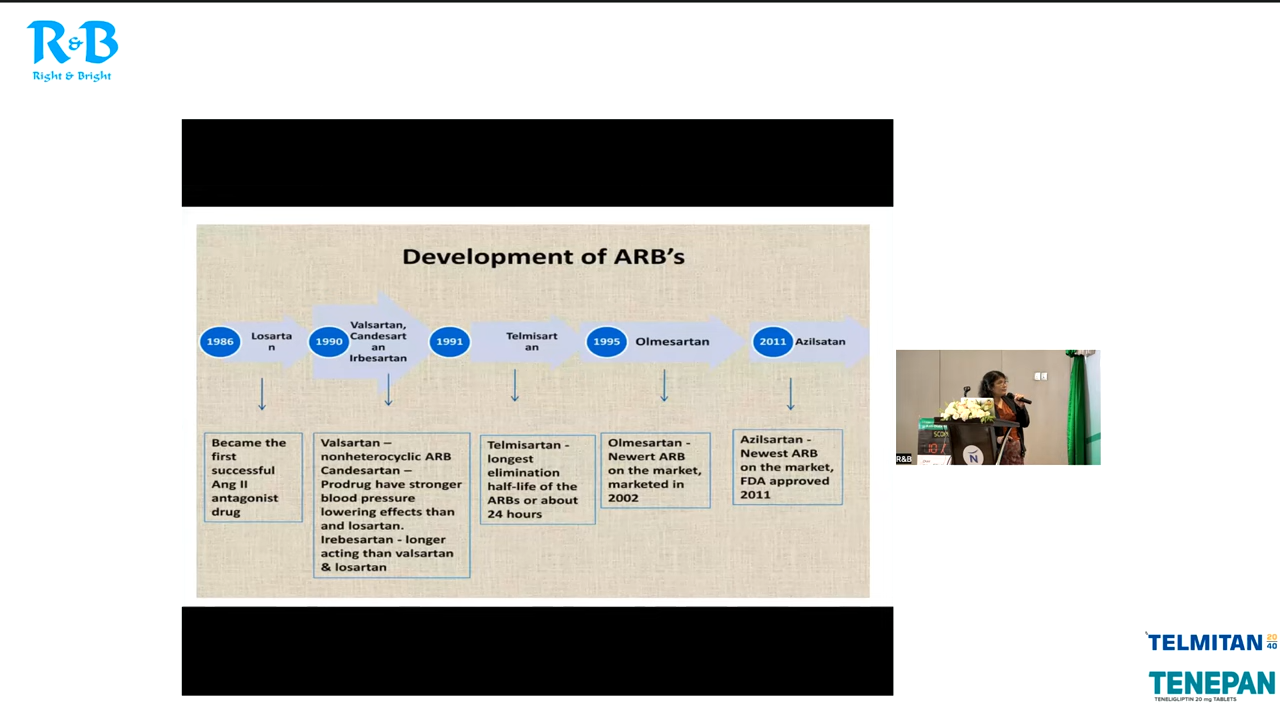 R&B
Right & Bright
Development of ARB's
1986
Losarta
n
1990
Valsartan,
Candesart
an
Irbesartan
1991
Telmisart
an
1995
Olmesartan
2011
Azilsatan
Became the
first
successful
Ang II
antagonist
drug
Valsartan –
nonheterocyclic ARB
Candesartan –
Prodrug have stronger
blood pressure
lowering effects than
and losartan.
Irebesartan - longer
acting than valsartan
& losartan
Telmisartan -
longest
elimination
half-life of the
ARBs or about
24 hours
Olmesartan -
Newert ARB
on the market,
marketed in
2002
Azilsartan -
Newest ARB
on the market,
FDA approved
2011
R&B
N
TELMITAN 20
40
TENEPAN
TENELIGLIPTIN 20 mg TABLETS